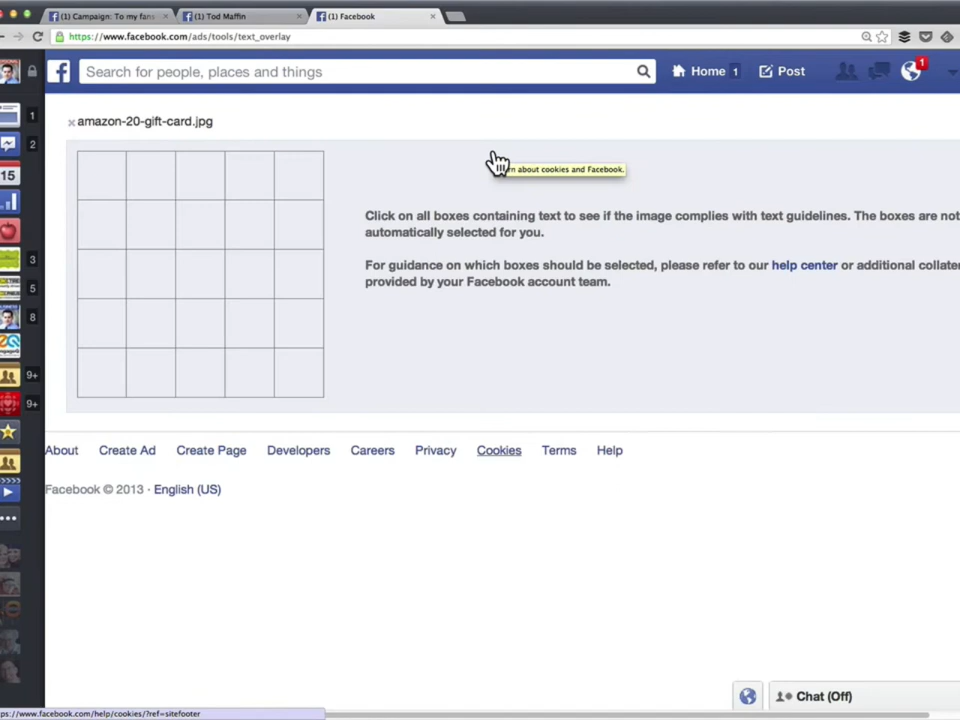 (1) Campaign: To my fans
(1) Tod Maffin
(1) Facebook
https://www.facebook.com/ads/tools/text_overlay
Search for people, places and things
Home 1
Post
1
1
2
15
3
5
8
9+
9+
amazon-20-gift-card.jpg
about cookies and Facebook.
Click on all boxes containing text to see if the image complies with text guidelines. The boxes are not
automatically selected for you.
For guidance on which boxes should be selected, please refer to our help center or additional collate
provided by your Facebook account team.
About Create Ad Create Page Developers Careers Privacy Cookies Terms Help
Facebook © 2013 · English (US)
Chat (Off)
ps://www.facebook.com/help/cookies/?ref=sitefooter